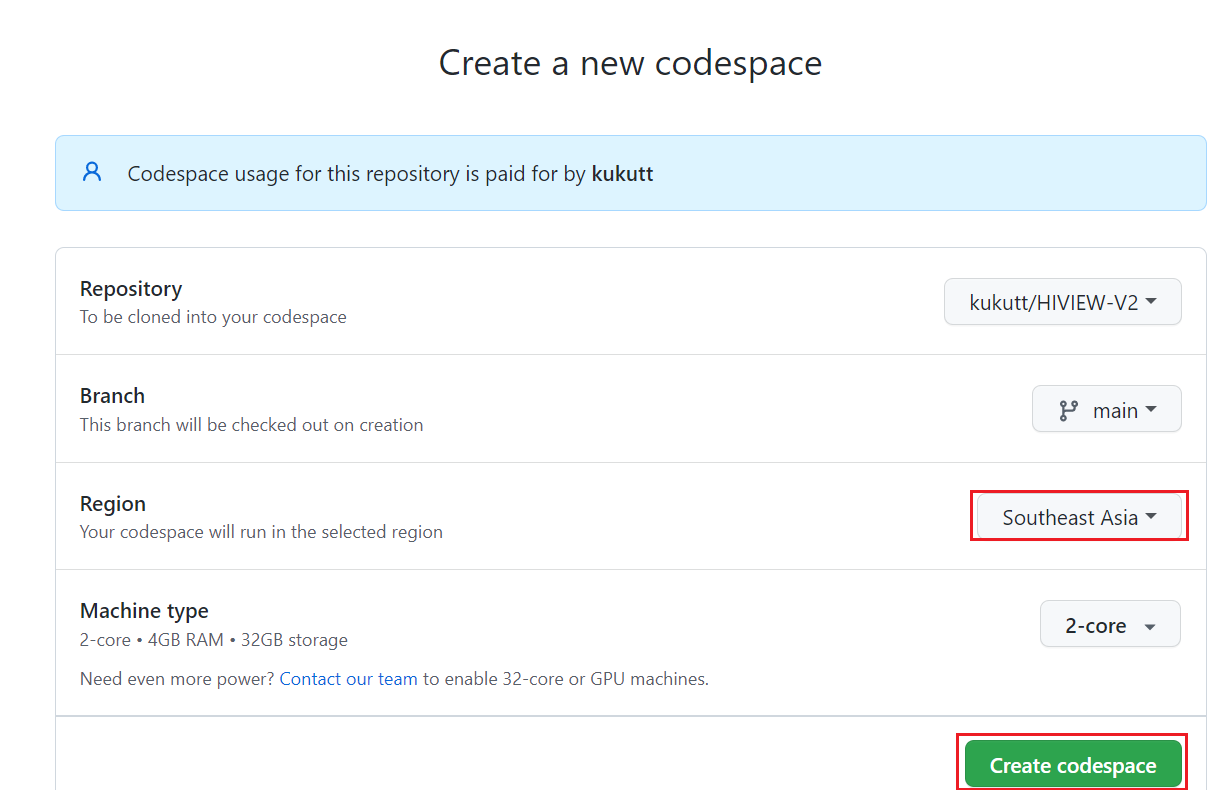 Create a new codespace
Codespace usage for this repository is paid for by kukutt
Repository
To be cloned into your codespace
kukutt/HIVIEW-V2
Branch
This branch will be checked out on creation
main
Region
Your codespace will run in the selected region
Southeast Asia
Machine type
2-core • 4GB RAM • 32GB storage
2-core
Need even more power? Contact our team to enable 32-core or GPU machines.
Create codespace